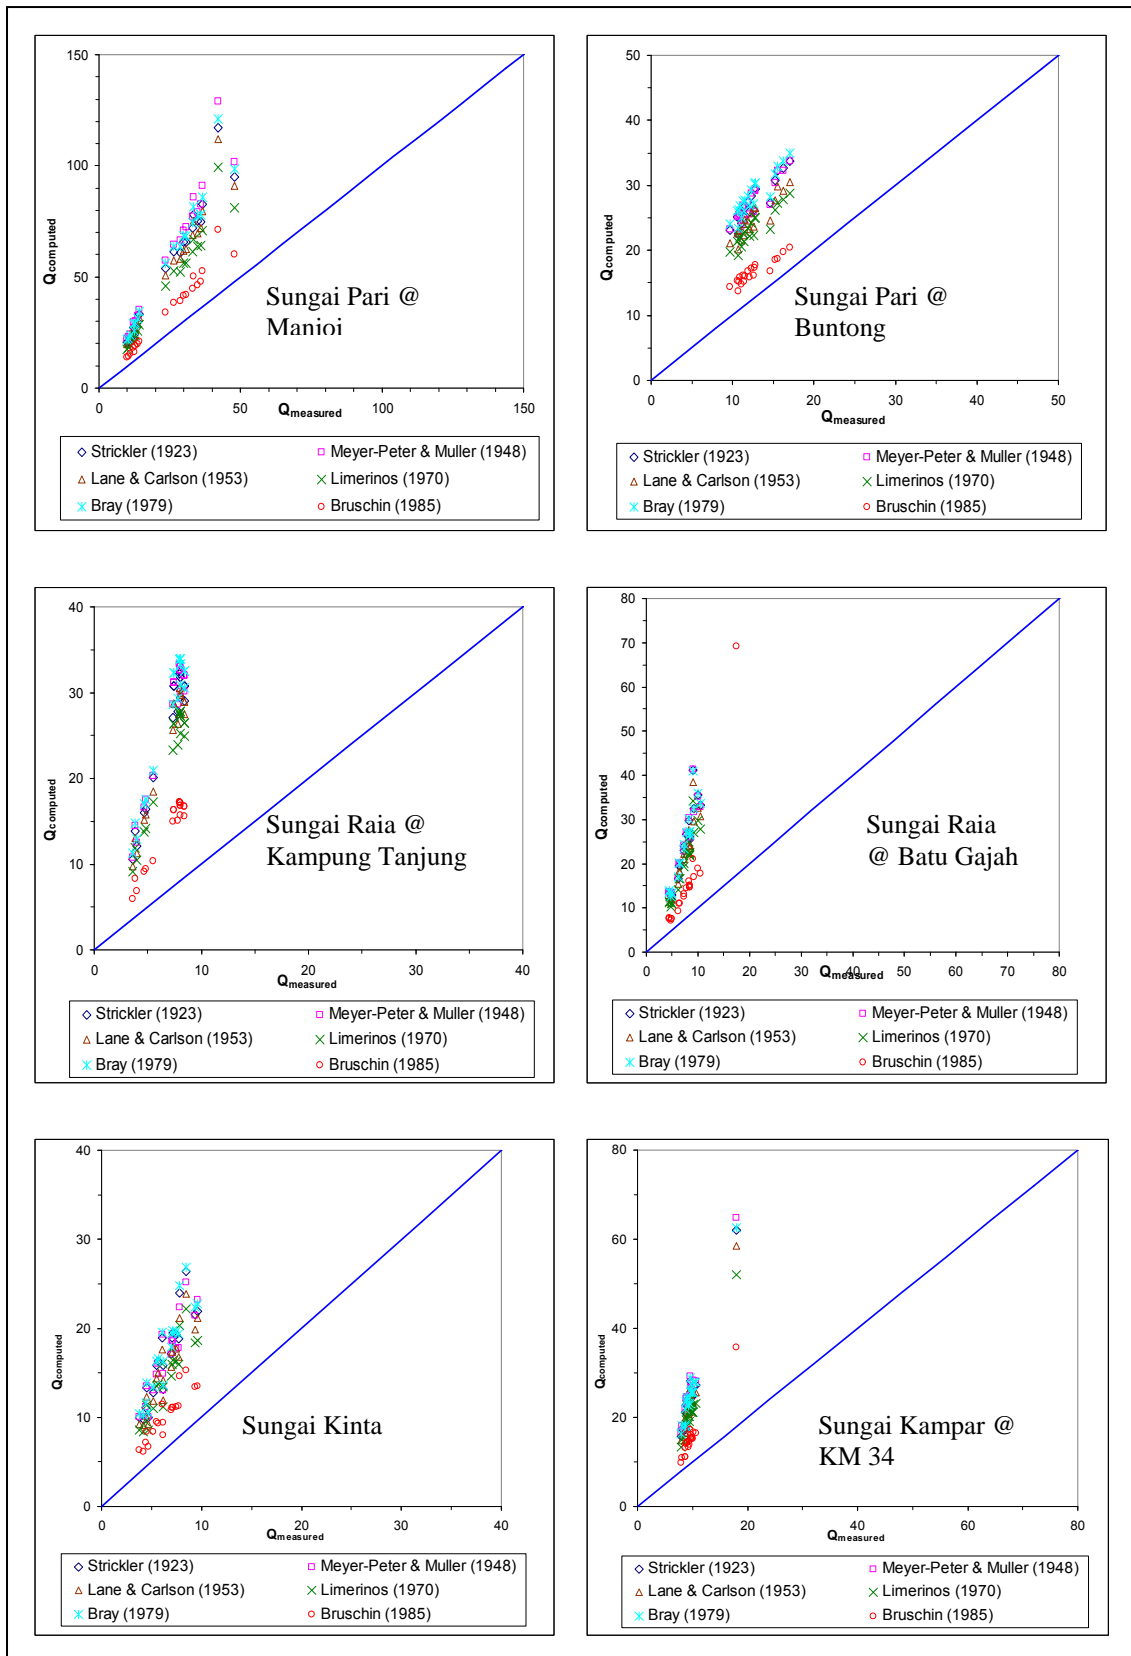 150
100
50
0
0
50
100
150
Qcomputed
Qmeasured
Sungai Pari @
Manjoi
Strickler (1923)
Meyer-Peter & Muller (1948)
Lane & Carlson (1953)
Limerinos (1970)
Bray (1979)
Bruschin (1985)
50
40
30
20
10
0
0
10
20
30
40
50
Qcomputed
Qmeasured
Sungai Pari @
Buntong
Strickler (1923)
Meyer-Peter & Muller (1948)
Lane & Carlson (1953)
Limerinos (1970)
Bray (1979)
Bruschin (1985)
40
30
20
10
0
0
10
20
30
40
Qcomputed
Qmeasured
Sungai Raia @
Kampung Tanjung
Strickler (1923)
Meyer-Peter & Muller (1948)
Lane & Carlson (1953)
Limerinos (1970)
Bray (1979)
Bruschin (1985)
80
70
60
50
40
30
20
10
0
0
10
20
30
40
50
60
70
80
Qcomputed
Qmeasured
Sungai Raia
@ Batu Gajah
Strickler (1923)
Meyer-Peter & Muller (1948)
Lane & Carlson (1953)
Limerinos (1970)
Bray (1979)
Bruschin (1985)
40
30
20
10
0
0
10
20
30
40
Qcomputed
Qmeasured
Sungai Kinta
Strickler (1923)
Meyer-Peter & Muller (1948)
Lane & Carlson (1953)
Limerinos (1970)
Bray (1979)
Bruschin (1985)
80
60
40
20
0
0
20
40
60
80
Qcomputed
Qmeasured
Sungai Kampar @
KM 34
Strickler (1923)
Meyer-Peter & Muller (1948)
Lane & Carlson (1953)
Limerinos (1970)
Bray (1979)
Bruschin (1985)